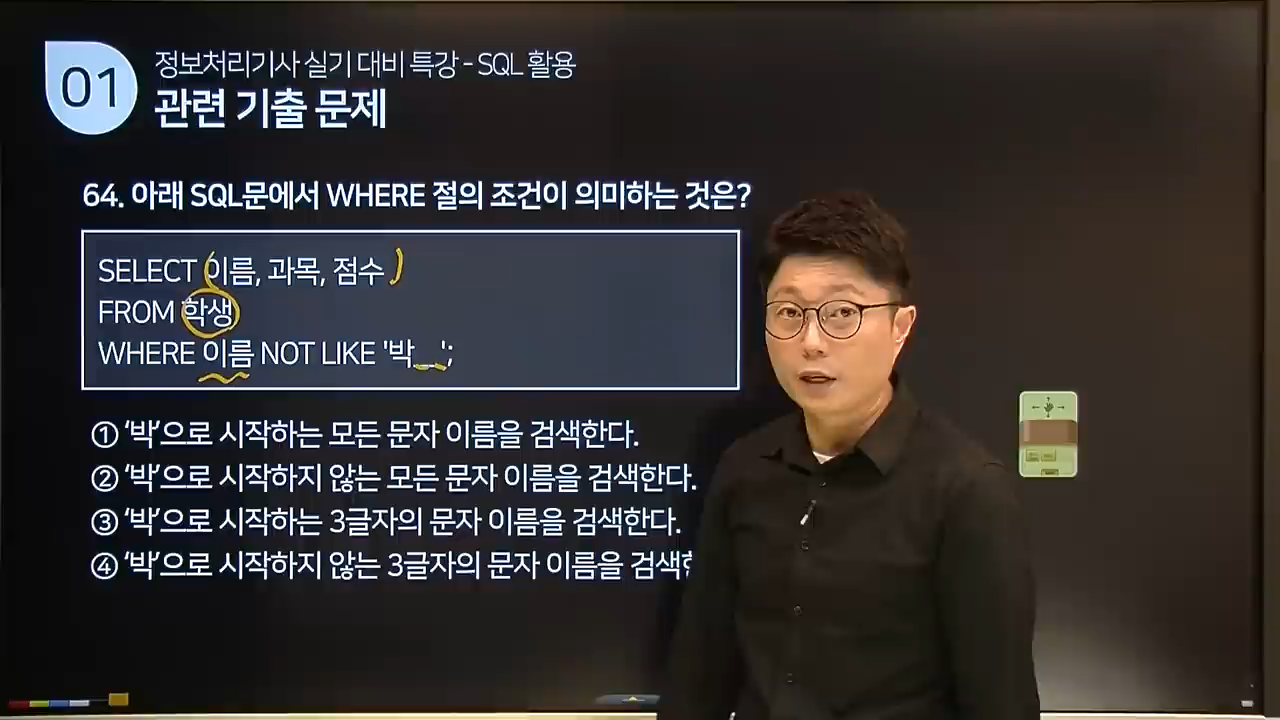 01
정보처리기사 실기 대비 특강 - SQL 활용
관련 기출 문제
64. 아래 SQL문에서 WHERE 절의 조건이 의미하는 것은?
SELECT 이름, 과목, 점수
FROM 학생
WHERE 이름 NOT LIKE '박__';
① ‘박’으로 시작하는 모든 문자 이름을 검색한다.
② ‘박’으로 시작하지 않는 모든 문자 이름을 검색한다.
③ ‘박’으로 시작하는 3글자의 문자 이름을 검색한다.
④ ‘박’으로 시작하지 않는 3글자의 문자 이름을